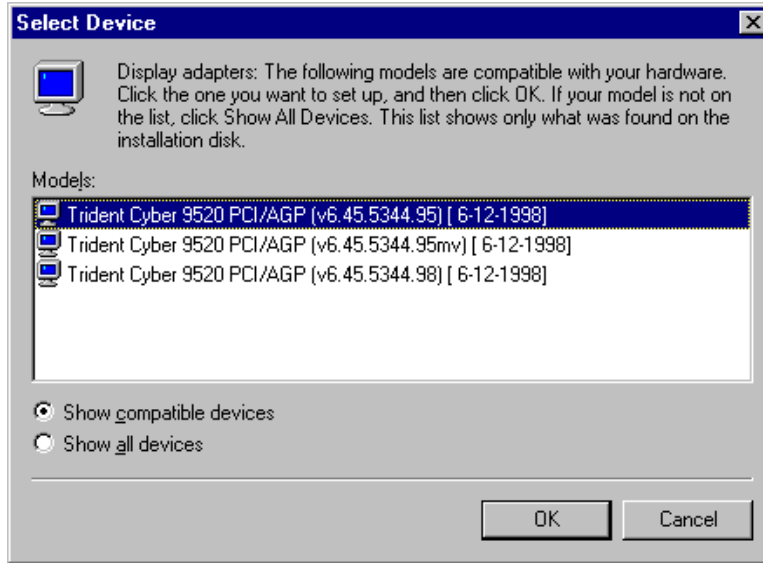 Select Device
Display adapters: The following models are compatible with your hardware.
Click the one you want to set up, and then click OK. If your model is not on
the list, click Show All Devices. This list shows only what was found on the
installation disk.
Models:
Trident Cyber 9520 PCI/AGP (v6.45.5344.95) [ 6-12-1998]
Trident Cyber 9520 PCI/AGP (v6.45.5344.95mv) [ 6-12-1998]
Trident Cyber 9520 PCI/AGP (v6.45.5344.98) [ 6-12-1998]
Show compatible devices
Show all devices
OK
Cancel